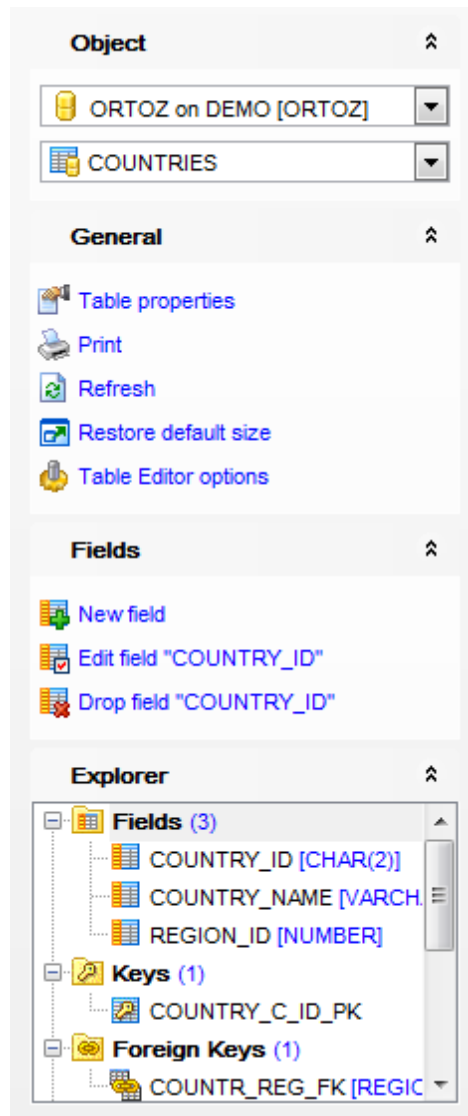 Object
ORTOZ on DEMO [ORTOZ]
COUNTRIES
General
Table properties
Print
Refresh
Restore default size
Table Editor options
Fields
New field
Edit field "COUNTRY_ID"
Drop field "COUNTRY_ID"
Explorer
Fields (3)
COUNTRY_ID [CHAR(2)]
COUNTRY_NAME [VARCH
REGION_ID [NUMBER]
Keys (1)
COUNTRY_C_ID_PK
Foreign Keys (1)
COUNTR_REG_FK [REGIC